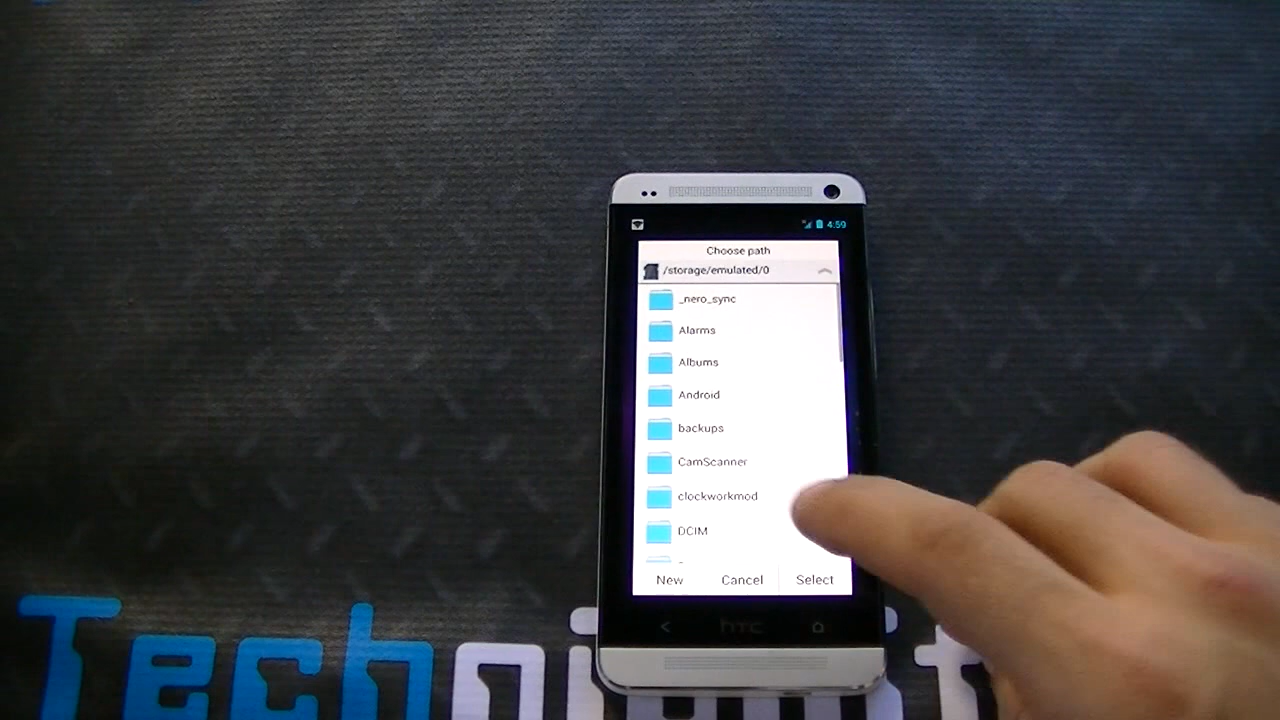 4:59
Choose path
/storage/emulated/0
_nero_sync
Alarms
Albums
Android
backups
CamScanner
clockworkmod
DCIM
New Cancel Select
htc